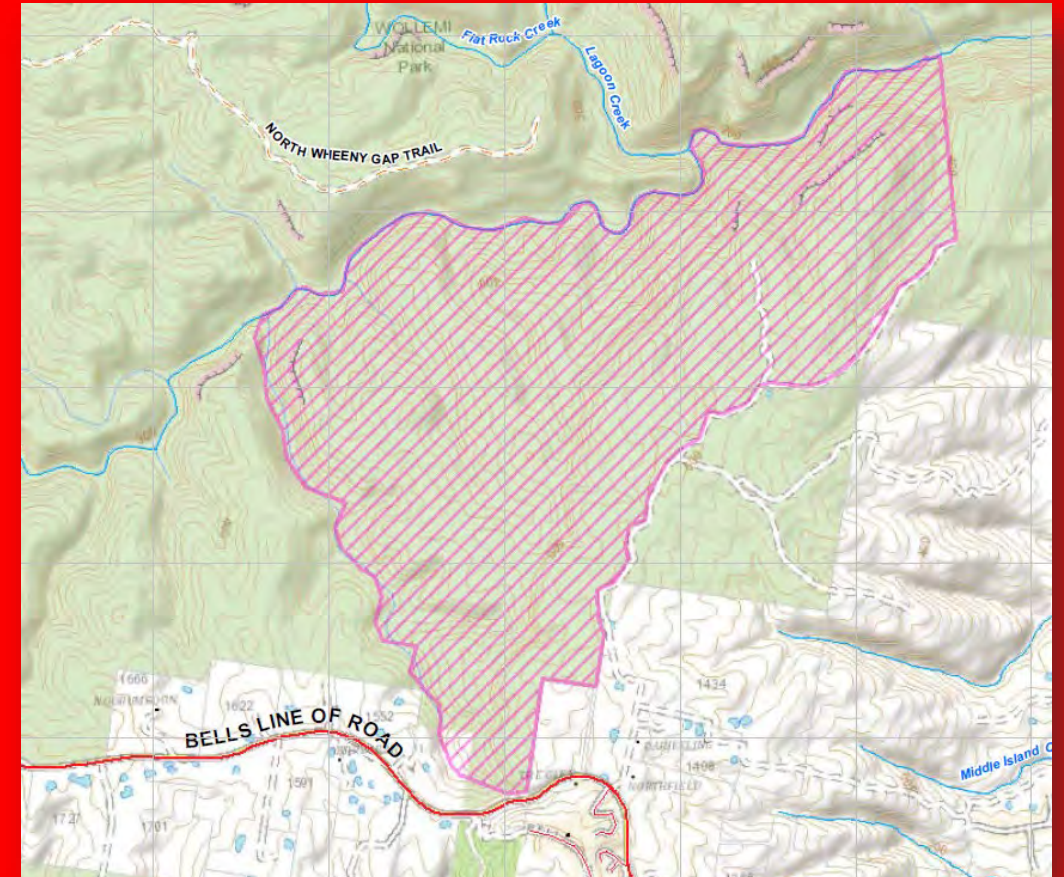 WOLLEMI
National
Park
Flat Rock Creek
Lagoon Creek
NORTH WHEENY GAP TRAIL
BELLS LINE OF ROAD
1666
1622
1552
1591
1727
1701
1434
1408
NORTHFIELD
Middle Island C